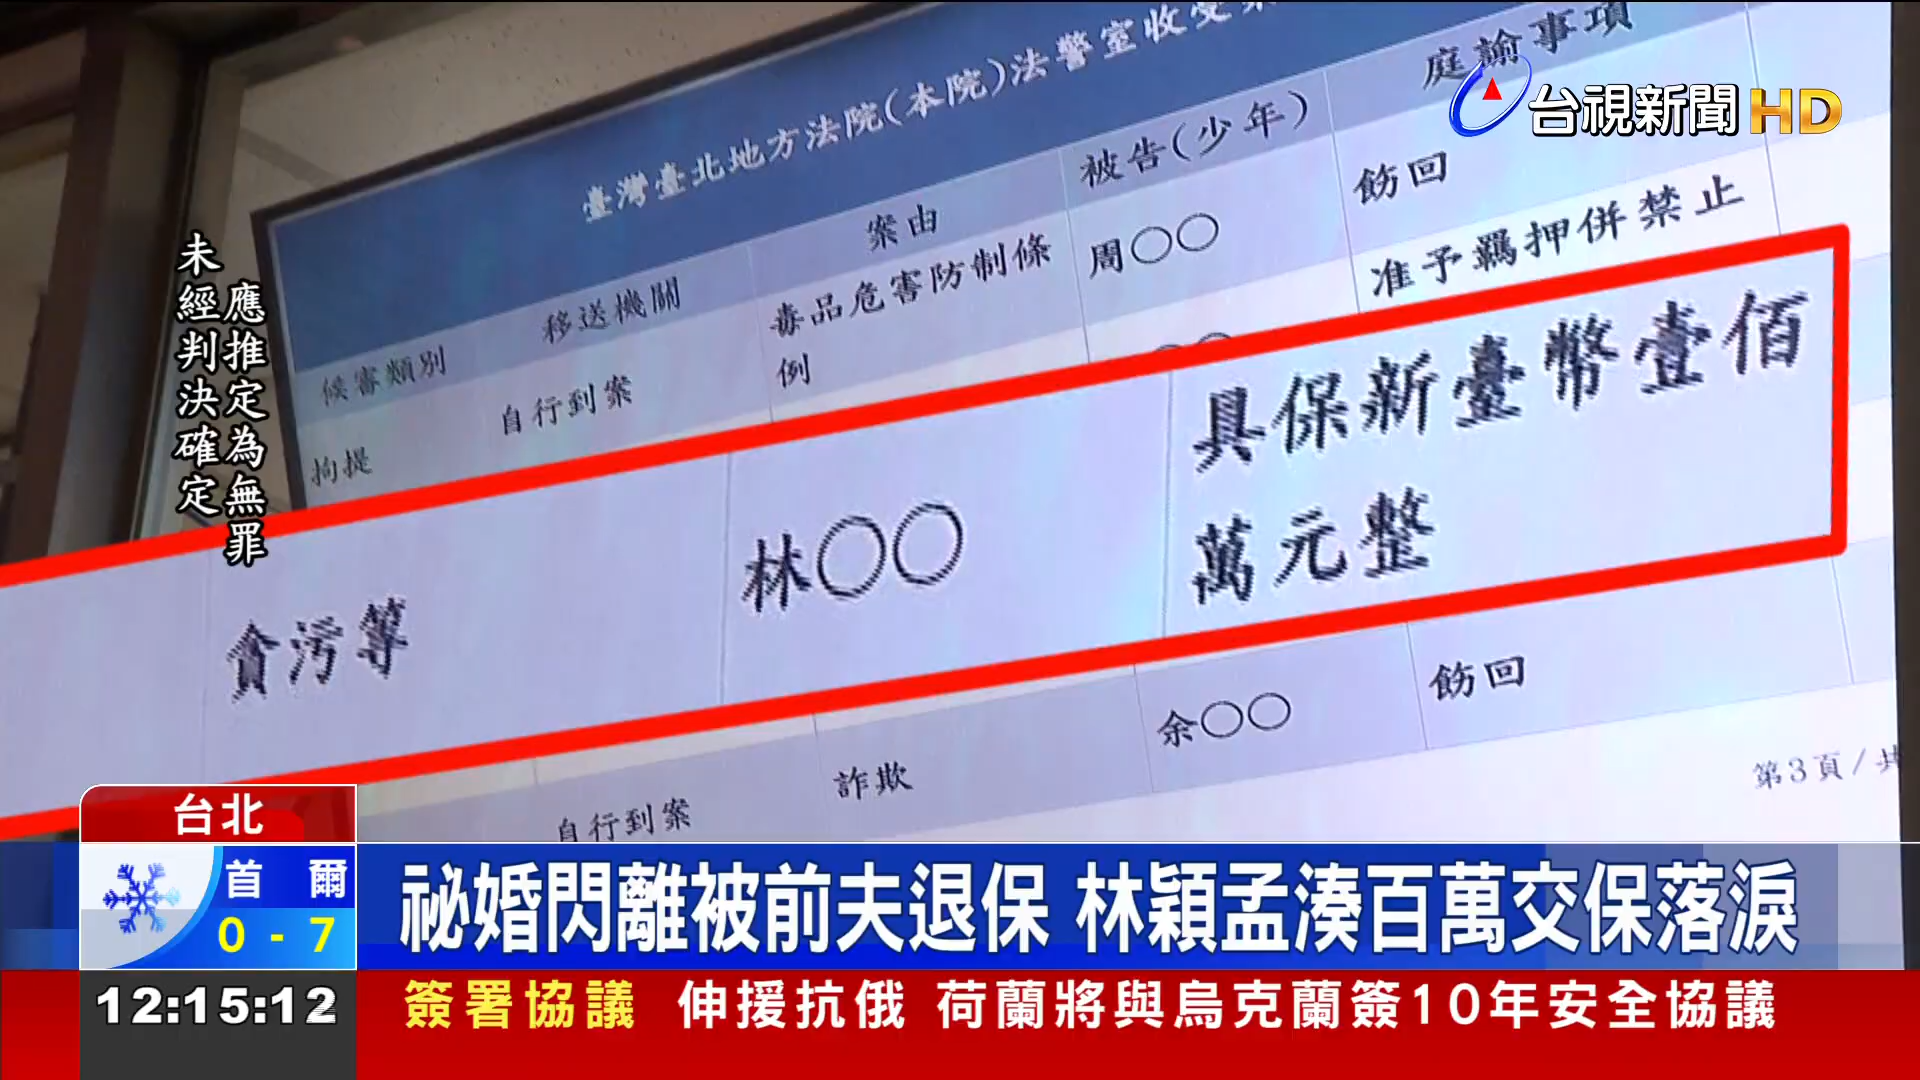 臺灣臺北地方法院(本院)法警室收受
台視新聞HD
候審類別 移送機關 案由 被告(少年) 庭諭事項
自行到案 毒品危害防制條例 周〇〇 飭回
拘提
准予羈押併禁止
貪污等 林〇〇 具保新臺幣壹佰萬元整
自行到案 詐欺 余〇〇 飭回
第3頁/共
未經判決確定
應推定為無罪
台北
首爾
0-7
祕婚閃離被前夫退保 林穎孟湊百萬交保落淚
12:15:12
簽署協議 伸援抗俄 荷蘭將與烏克蘭簽10年安全協議